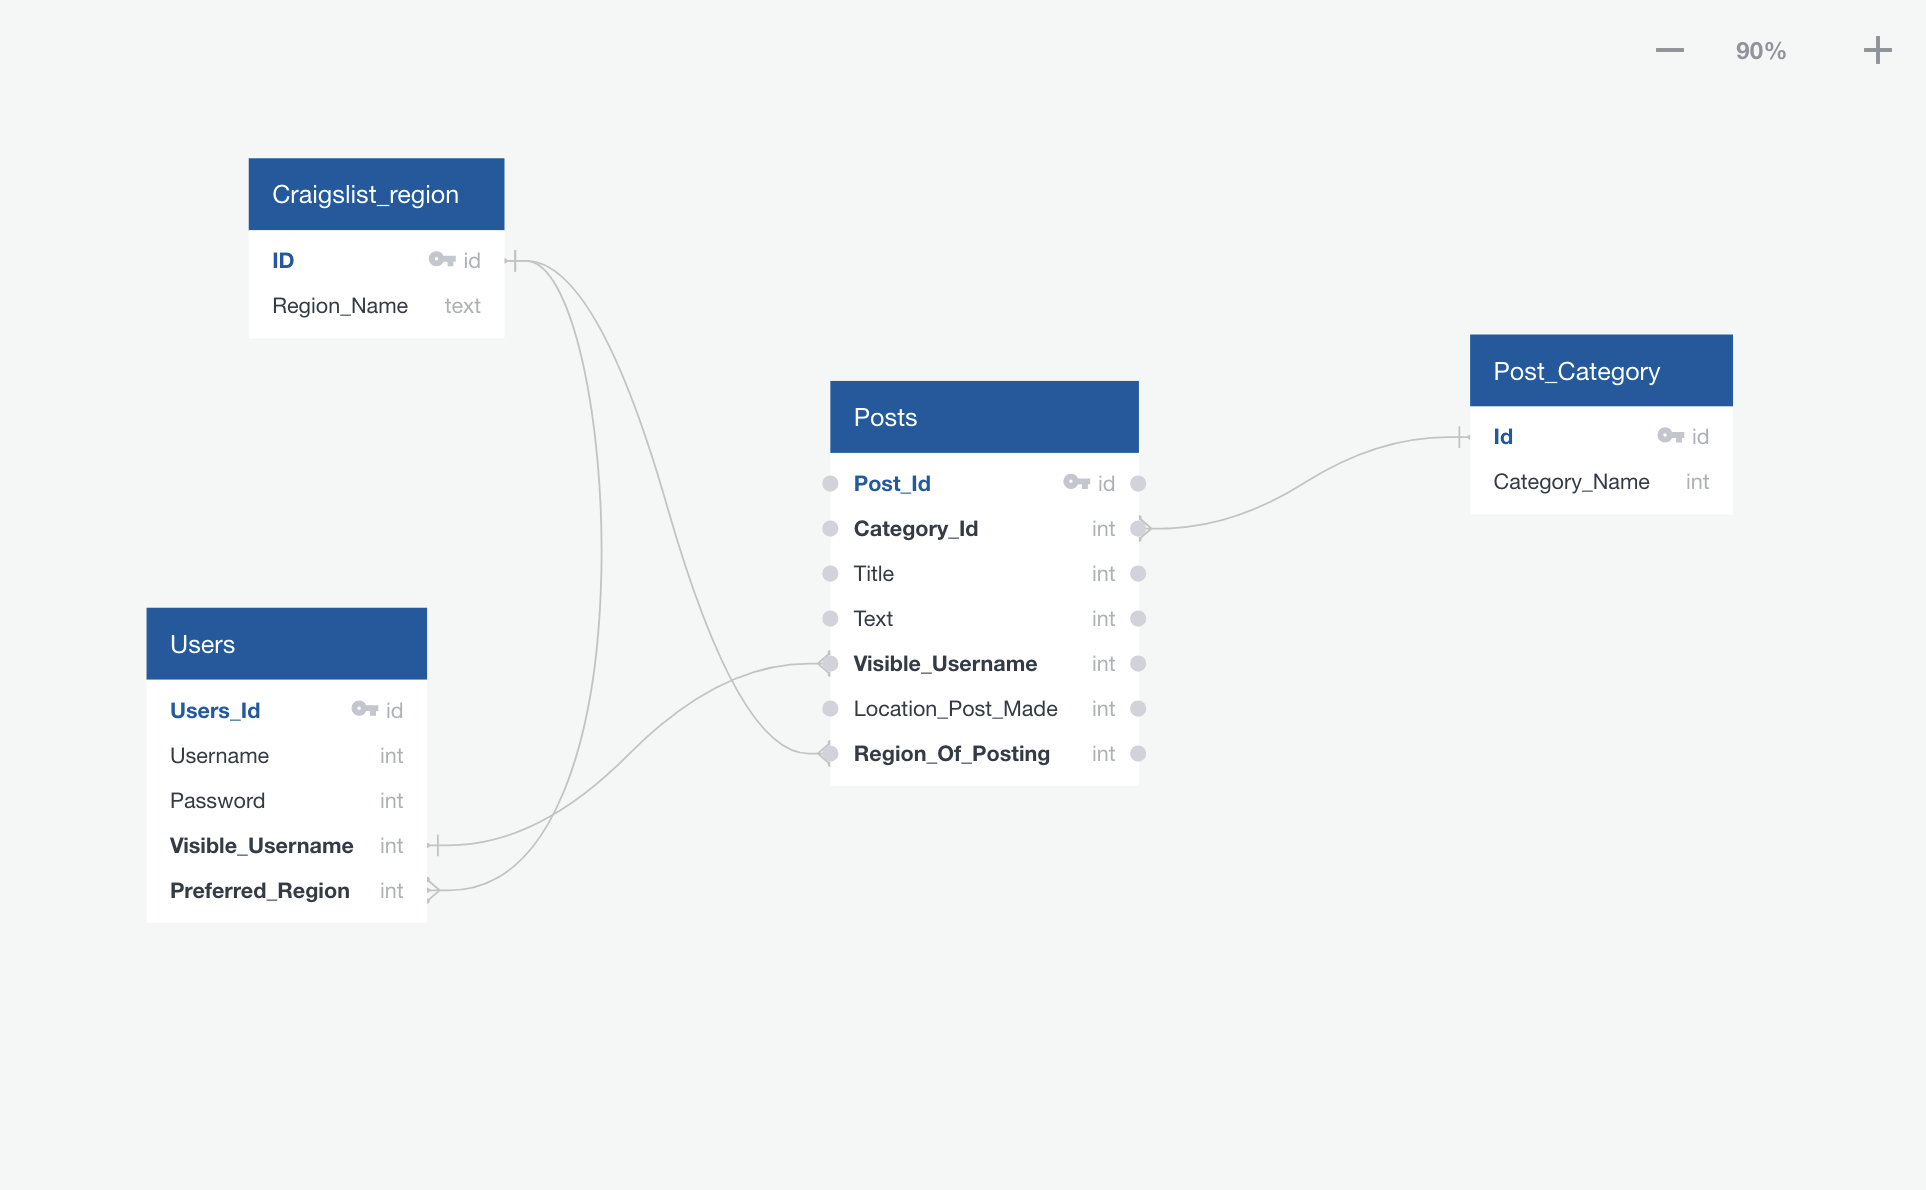 90%
Craigslist_region
ID id
Region_Name text
Posts
Post_Id id
Category_Id int
Title int
Text int
Visible_Username int
Location_Post_Made int
Region_Of_Posting int
Post_Category
Id id
Category_Name int
Users
Users_Id id
Username int
Password int
Visible_Username int
Preferred_Region int